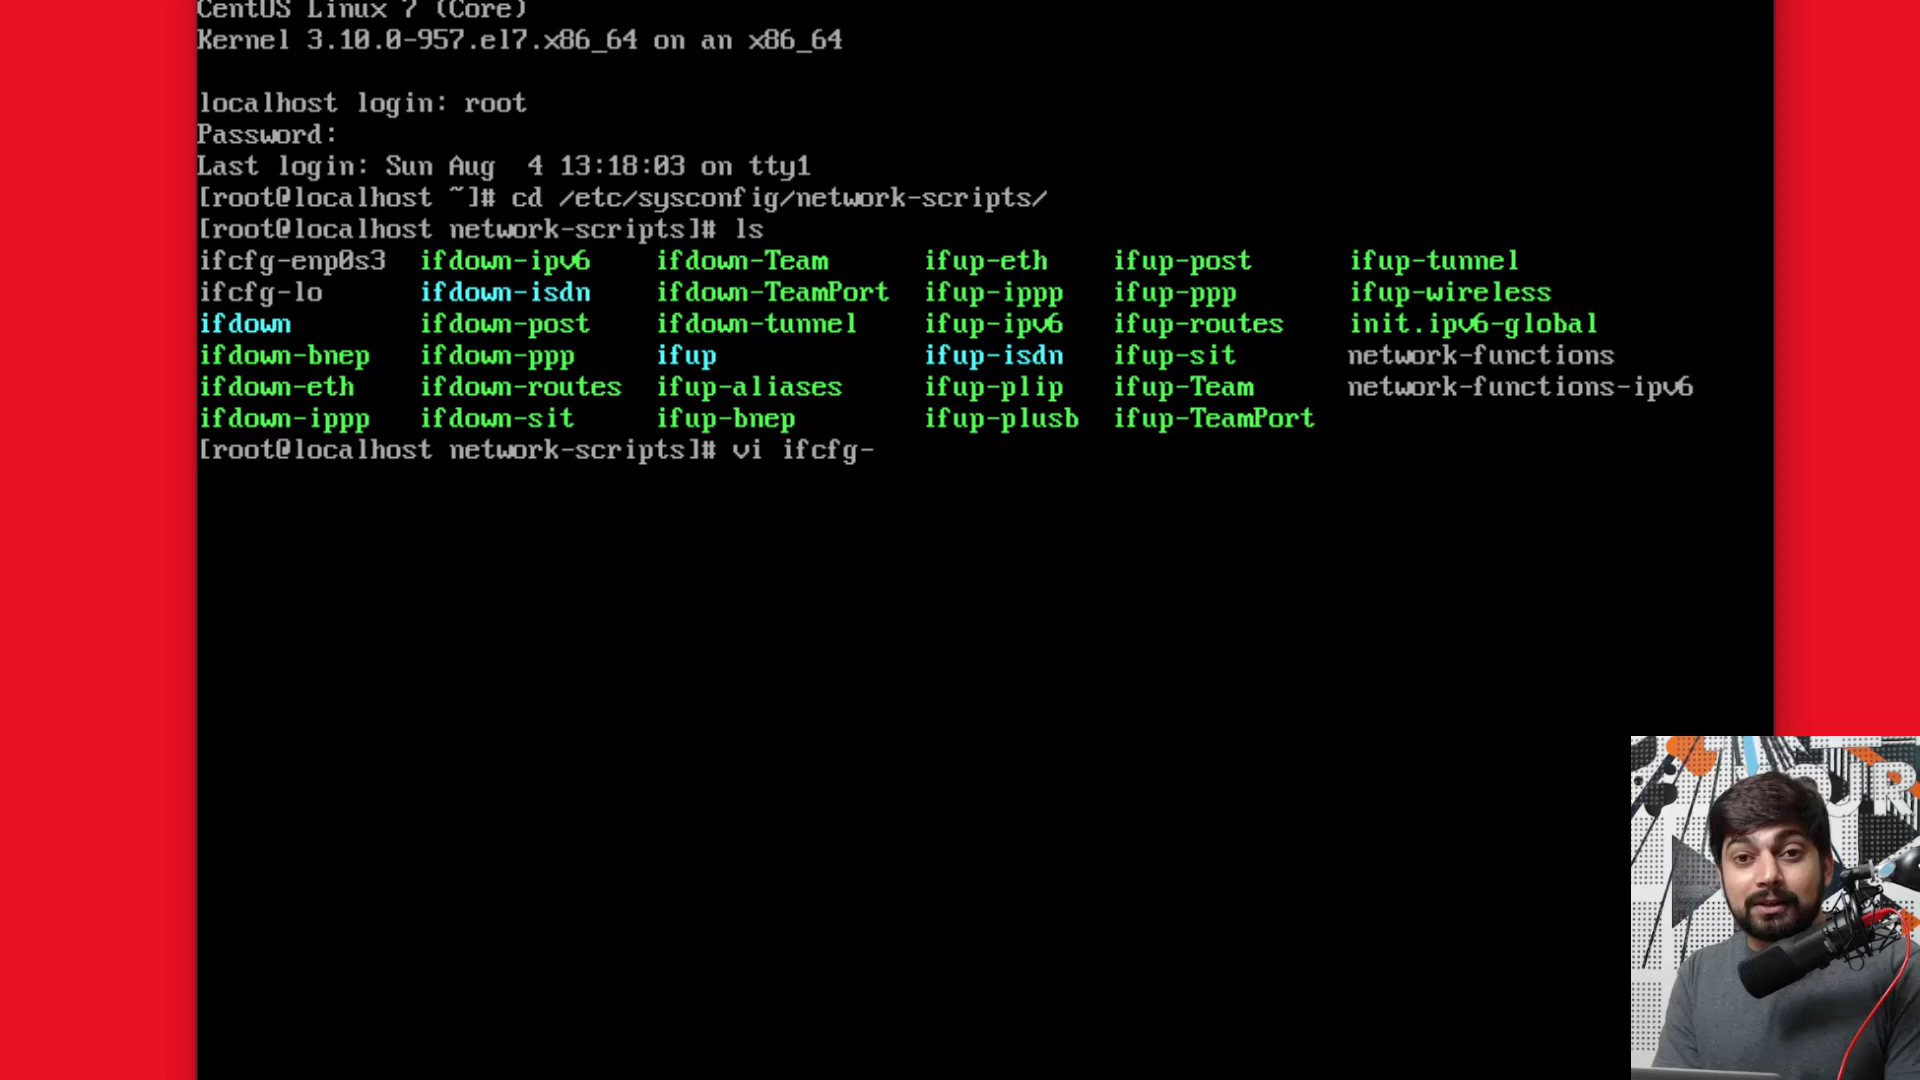 CentOS Linux 7 (Core)
Kernel 3.10.0-957.el7.x86_64 on an x86_64
localhost login: root
Password:
Last login: Sun Aug  4 13:18:03 on tty1
[root@localhost ~]# cd /etc/sysconfig/network-scripts/
[root@localhost network-scripts]# ls
ifcfg-enp0s3  ifdown-ipv6    ifdown-Team      ifup-eth    ifup-post      ifup-tunnel
ifcfg-lo      ifdown-isdn    ifdown-TeamPort  ifup-ippp   ifup-ppp       ifup-wireless
ifdown        ifdown-post    ifdown-tunnel    ifup-ipv6   ifup-routes    init.ipv6-global
ifdown-bnep   ifdown-ppp     ifup             ifup-isdn   ifup-sit       network-functions
ifdown-eth    ifdown-routes  ifup-aliases     ifup-plip   ifup-Team      network-functions-ipv6
ifdown-ippp   ifdown-sit     ifup-bnep        ifup-plusb  ifup-TeamPort
[root@localhost network-scripts]# vi ifcfg-